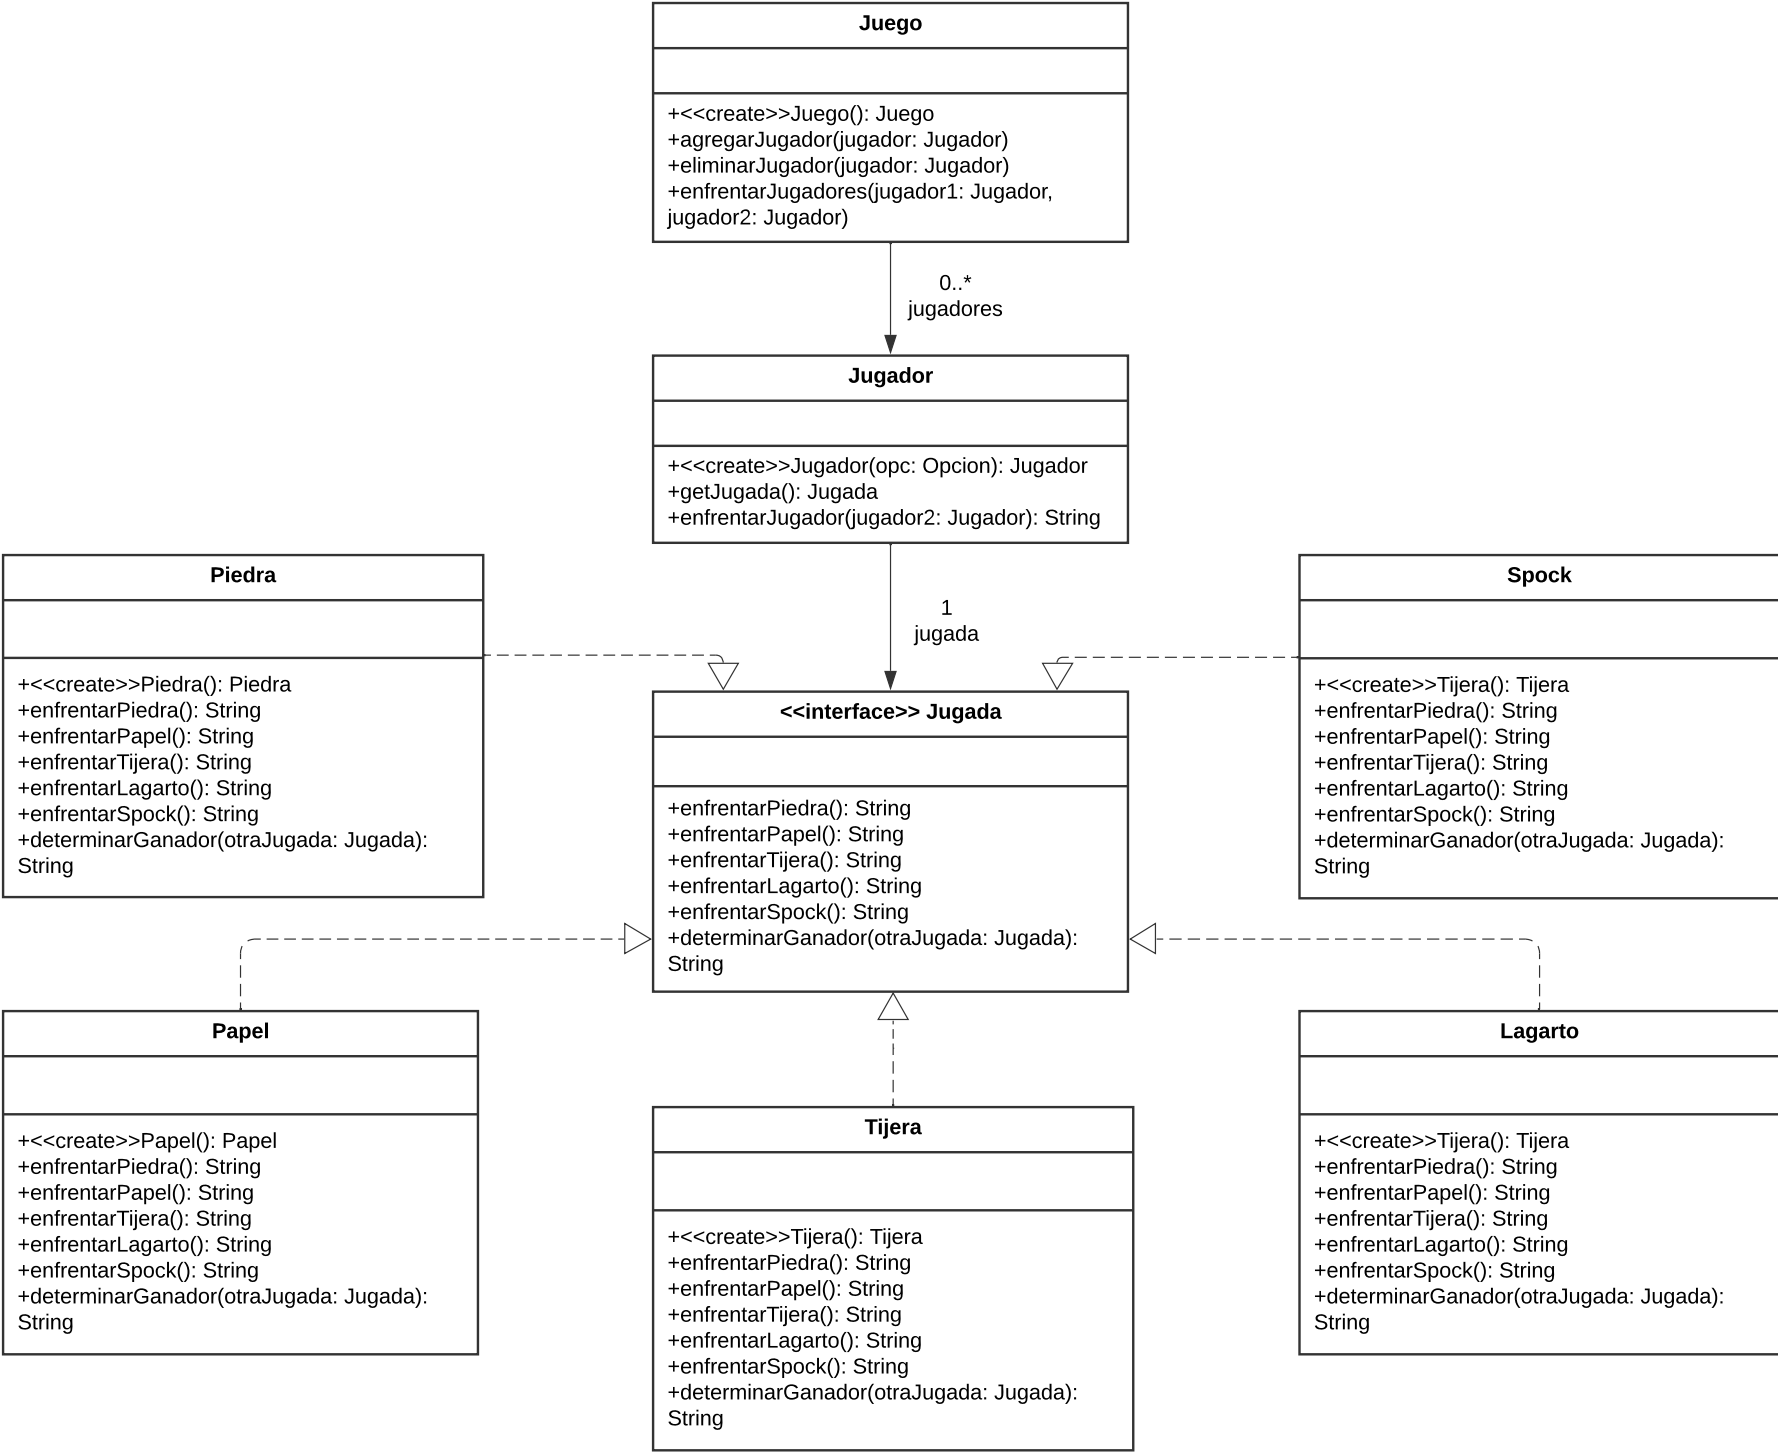 Juego
+<<create>>Juego(): Juego
+agregarJugador(jugador: Jugador)
+eliminarJugador(jugador: Jugador)
+enfrentarJugadores(jugador1: Jugador,
jugador2: Jugador)
0..*
jugadores
Jugador
+<<create>>Jugador(opc: Opcion): Jugador
+getJugada(): Jugada
+enfrentarJugador(jugador2: Jugador): String
1
jugada
Piedra
+<<create>>Piedra(): Piedra
+enfrentarPiedra(): String
+enfrentarPapel(): String
+enfrentarTijera(): String
+enfrentarLagarto(): String
+enfrentarSpock(): String
+determinarGanador(otraJugada: Jugada):
String
<<interface>> Jugada
+enfrentarPiedra(): String
+enfrentarPapel(): String
+enfrentarTijera(): String
+enfrentarLagarto(): String
+enfrentarSpock(): String
+determinarGanador(otraJugada: Jugada):
String
Spock
+<<create>>Tijera(): Tijera
+enfrentarPiedra(): String
+enfrentarPapel(): String
+enfrentarTijera(): String
+enfrentarLagarto(): String
+enfrentarSpock(): String
+determinarGanador(otraJugada: Jugada):
String
Papel
+<<create>>Papel(): Papel
+enfrentarPiedra(): String
+enfrentarPapel(): String
+enfrentarTijera(): String
+enfrentarLagarto(): String
+enfrentarSpock(): String
+determinarGanador(otraJugada: Jugada):
String
Tijera
+<<create>>Tijera(): Tijera
+enfrentarPiedra(): String
+enfrentarPapel(): String
+enfrentarTijera(): String
+enfrentarLagarto(): String
+enfrentarSpock(): String
+determinarGanador(otraJugada: Jugada):
String
Lagarto
+<<create>>Tijera(): Tijera
+enfrentarPiedra(): String
+enfrentarPapel(): String
+enfrentarTijera(): String
+enfrentarLagarto(): String
+enfrentarSpock(): String
+determinarGanador(otraJugada: Jugada):
String